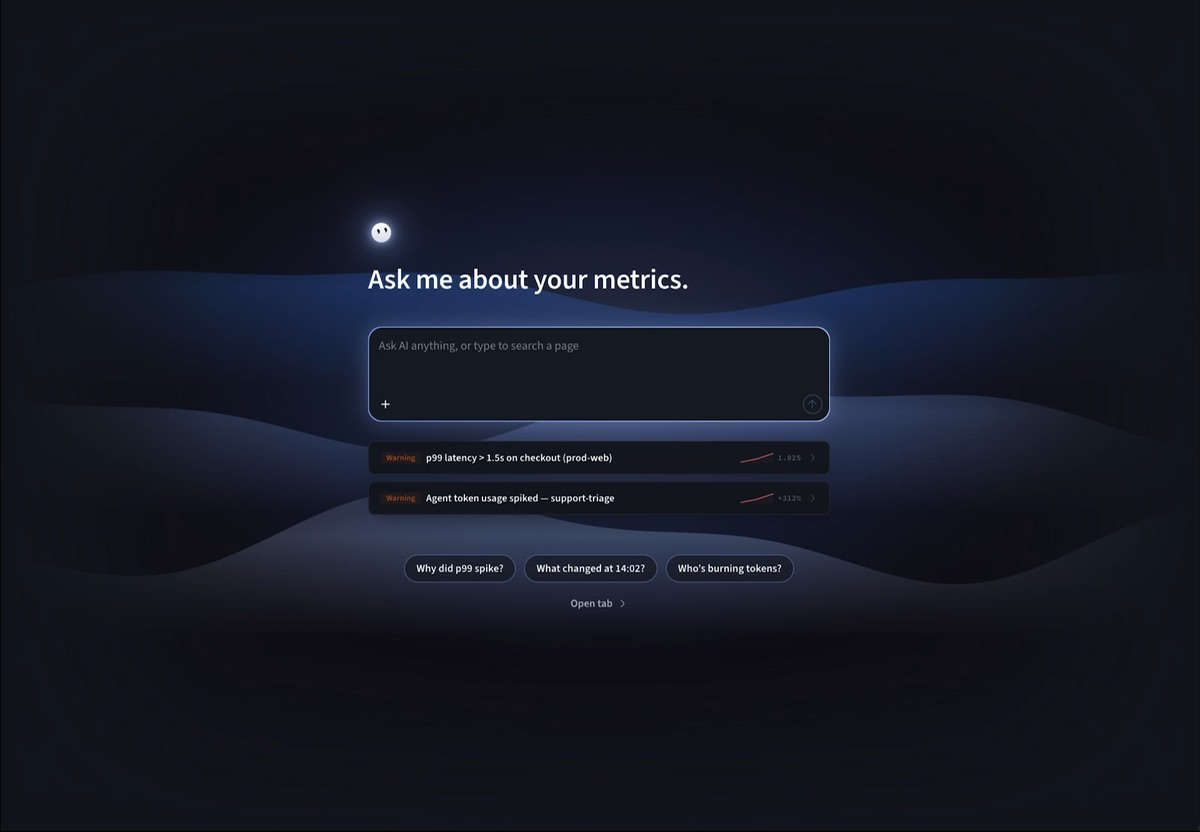 Ask me about your metrics.
Ask AI anything, or type to search a page
Warning p99 latency > 1.5s on checkout (prod-web) 1.82s
Warning Agent token usage spiked — support-triage +312%
Why did p99 spike? What changed at 14:02? Who's burning tokens?
Open tab